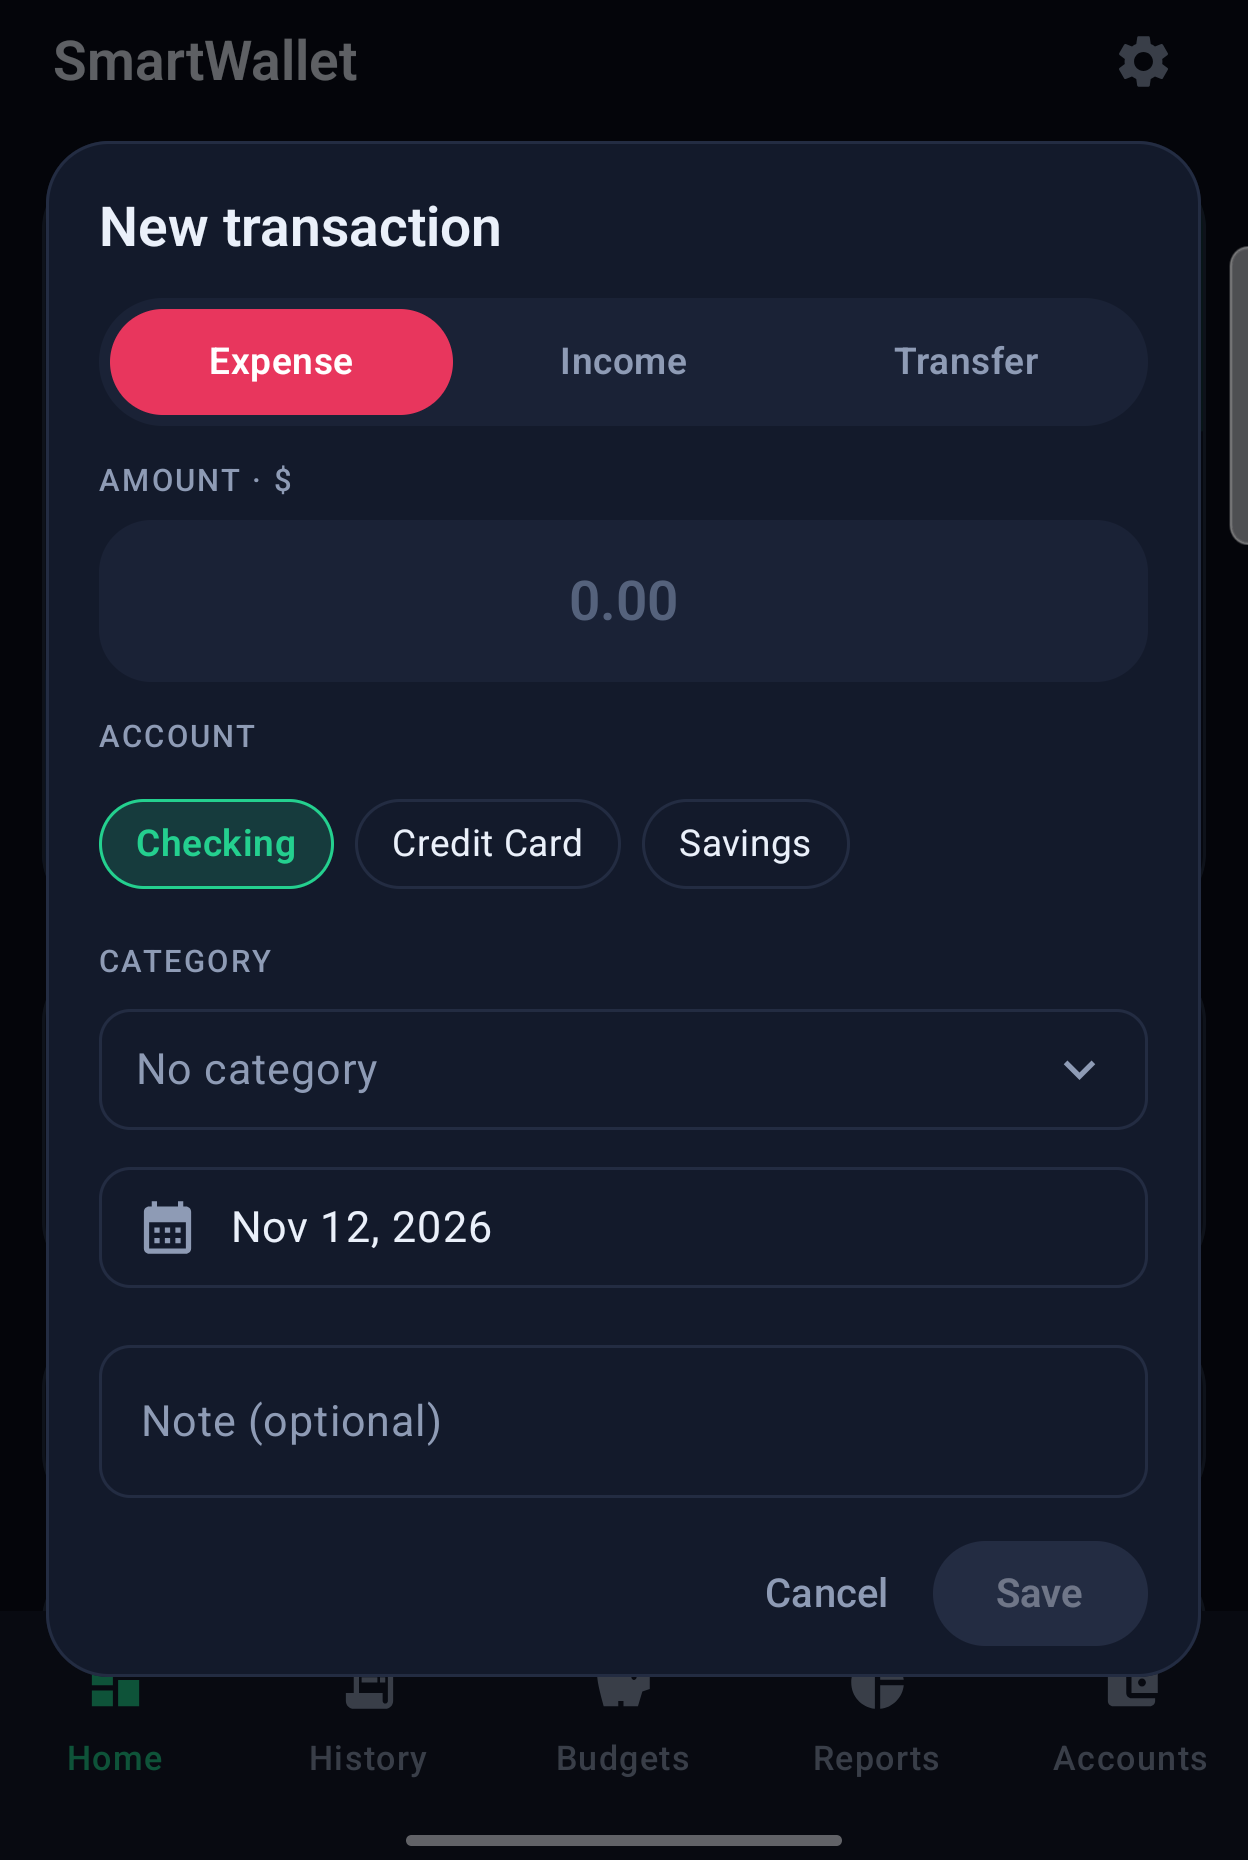 SmartWallet
New transaction
Expense Income Transfer
AMOUNT · $
0.00
ACCOUNT
Checking Credit Card Savings
CATEGORY
No category
Nov 12, 2026
Note (optional)
Cancel Save
Home History Budgets Reports Accounts